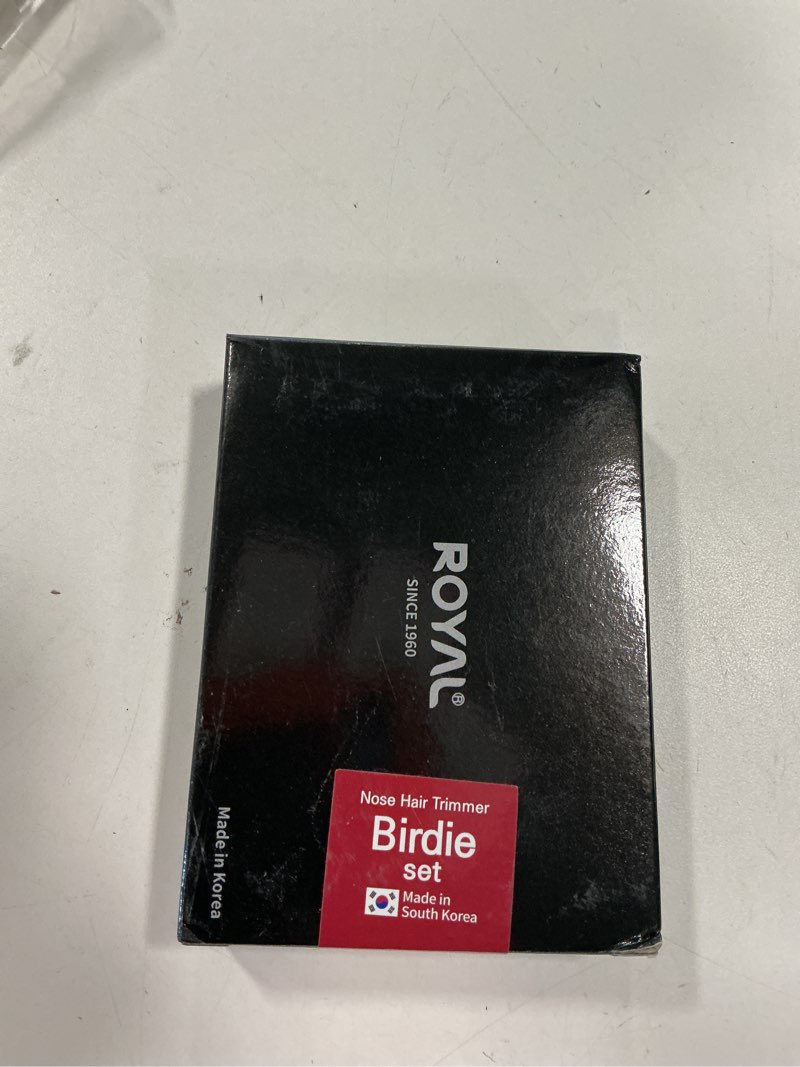 ROYAL®
SINCE 1960
Made in Korea
Nose Hair Trimmer
Birdie
set
Made in
South Korea